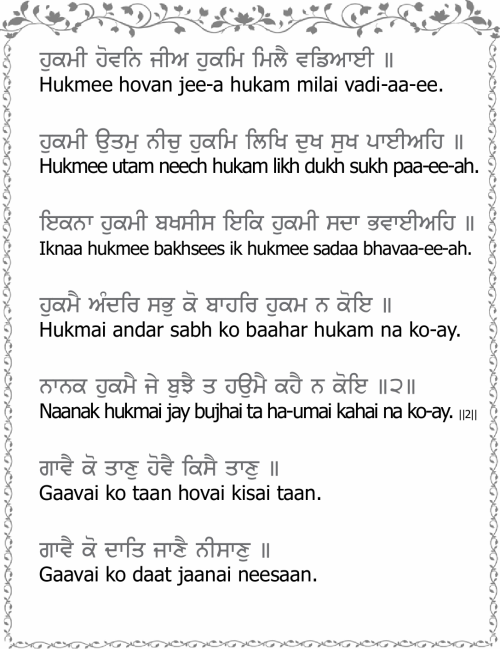 ਹੁਕਮੀ ਹੋਵਨਿ ਜੀਅ ਹੁਕਮਿ ਮਿਲੈ ਵਡਿਆਈ ॥
Hukmee hovan jee-a hukam milai vadi-aa-ee.
ਹੁਕਮੀ ਉਤਮੁ ਨੀਚੁ ਹੁਕਮਿ ਲਿਖਿ ਦੁਖ ਸੁਖ ਪਾਈਅਹਿ ॥
Hukmee utam neech hukam likh dukh sukh paa-ee-ah.
ਇਕਨਾ ਹੁਕਮੀ ਬਖਸੀਸ ਇਕਿ ਹੁਕਮੀ ਸਦਾ ਭਵਾਈਅਹਿ ॥
Iknaa hukmee bakhsees ik hukmee sadaa bhavaa-ee-ah.
ਹੁਕਮੈ ਅੰਦਰਿ ਸਭੁ ਕੋ ਬਾਹਰਿ ਹੁਕਮ ਨ ਕੋਇ ॥
Hukmai andar sabh ko baahar hukam na ko-ay.
ਨਾਨਕ ਹੁਕਮੈ ਜੇ ਬੁਝੈ ਤ ਹਉਮੈ ਕਹੈ ਨ ਕੋਇ ॥੨॥
Naanak hukmai jay bujhai ta ha-umai kahai na ko-ay. ||2||
ਗਾਵੈ ਕੋ ਤਾਣੁ ਹੋਵੈ ਕਿਸੈ ਤਾਣੁ ॥
Gaavai ko taan hovai kisai taan.
ਗਾਵੈ ਕੋ ਦਾਤਿ ਜਾਣੈ ਨੀਸਾਣੁ ॥
Gaavai ko daat jaanai neesaan.